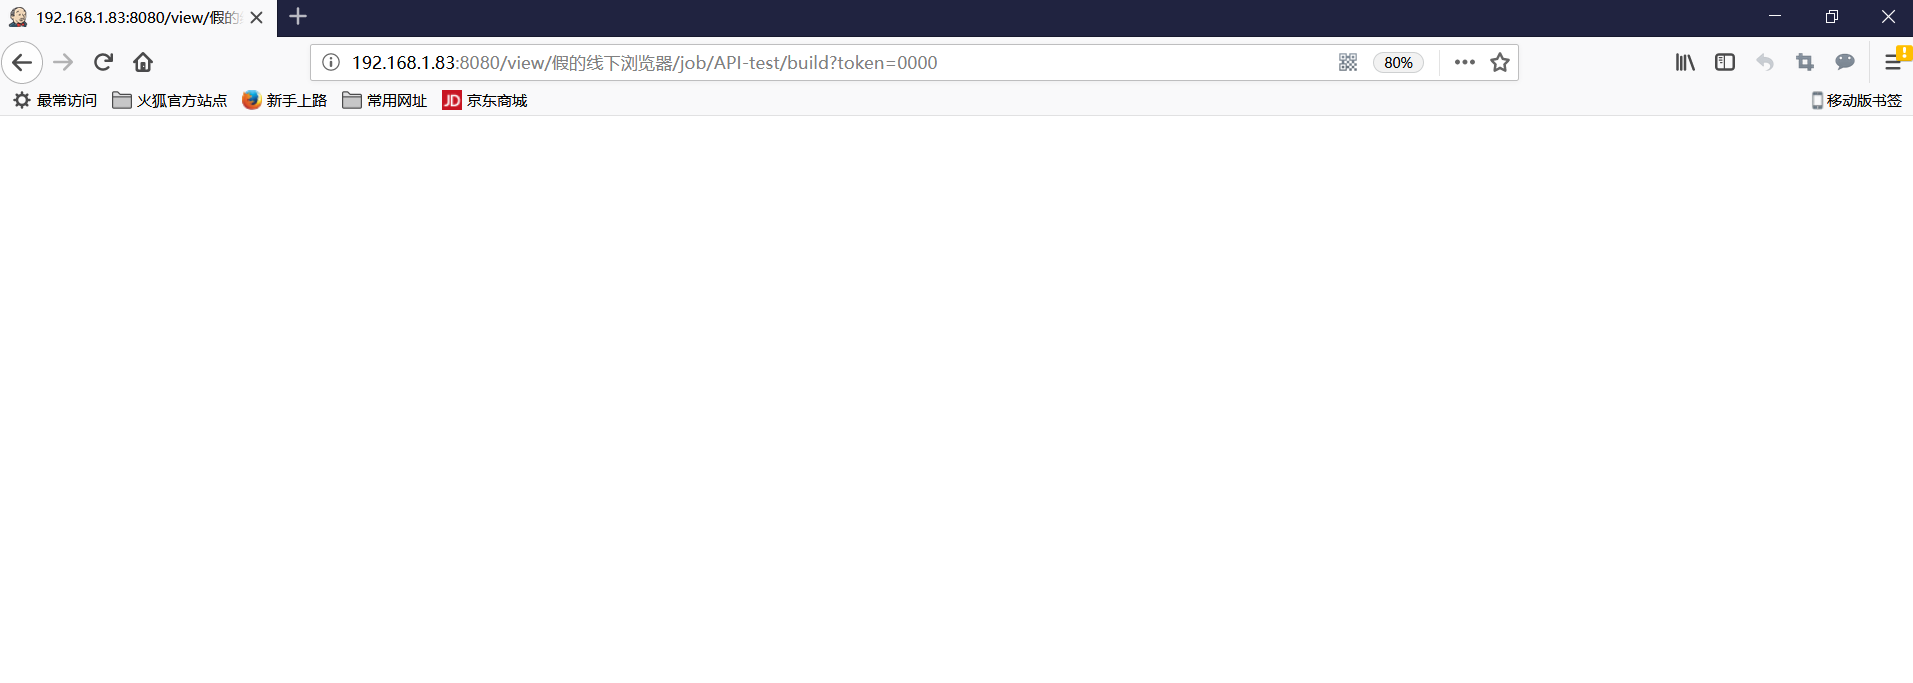 192.168.1.83:8080/view/假的
192.168.1.83:8080/view/假的线下浏览器/job/API-test/build?token=0000
80%
最常访问 火狐官方站点 新手上路 常用网址 JD 京东商城 移动版书签